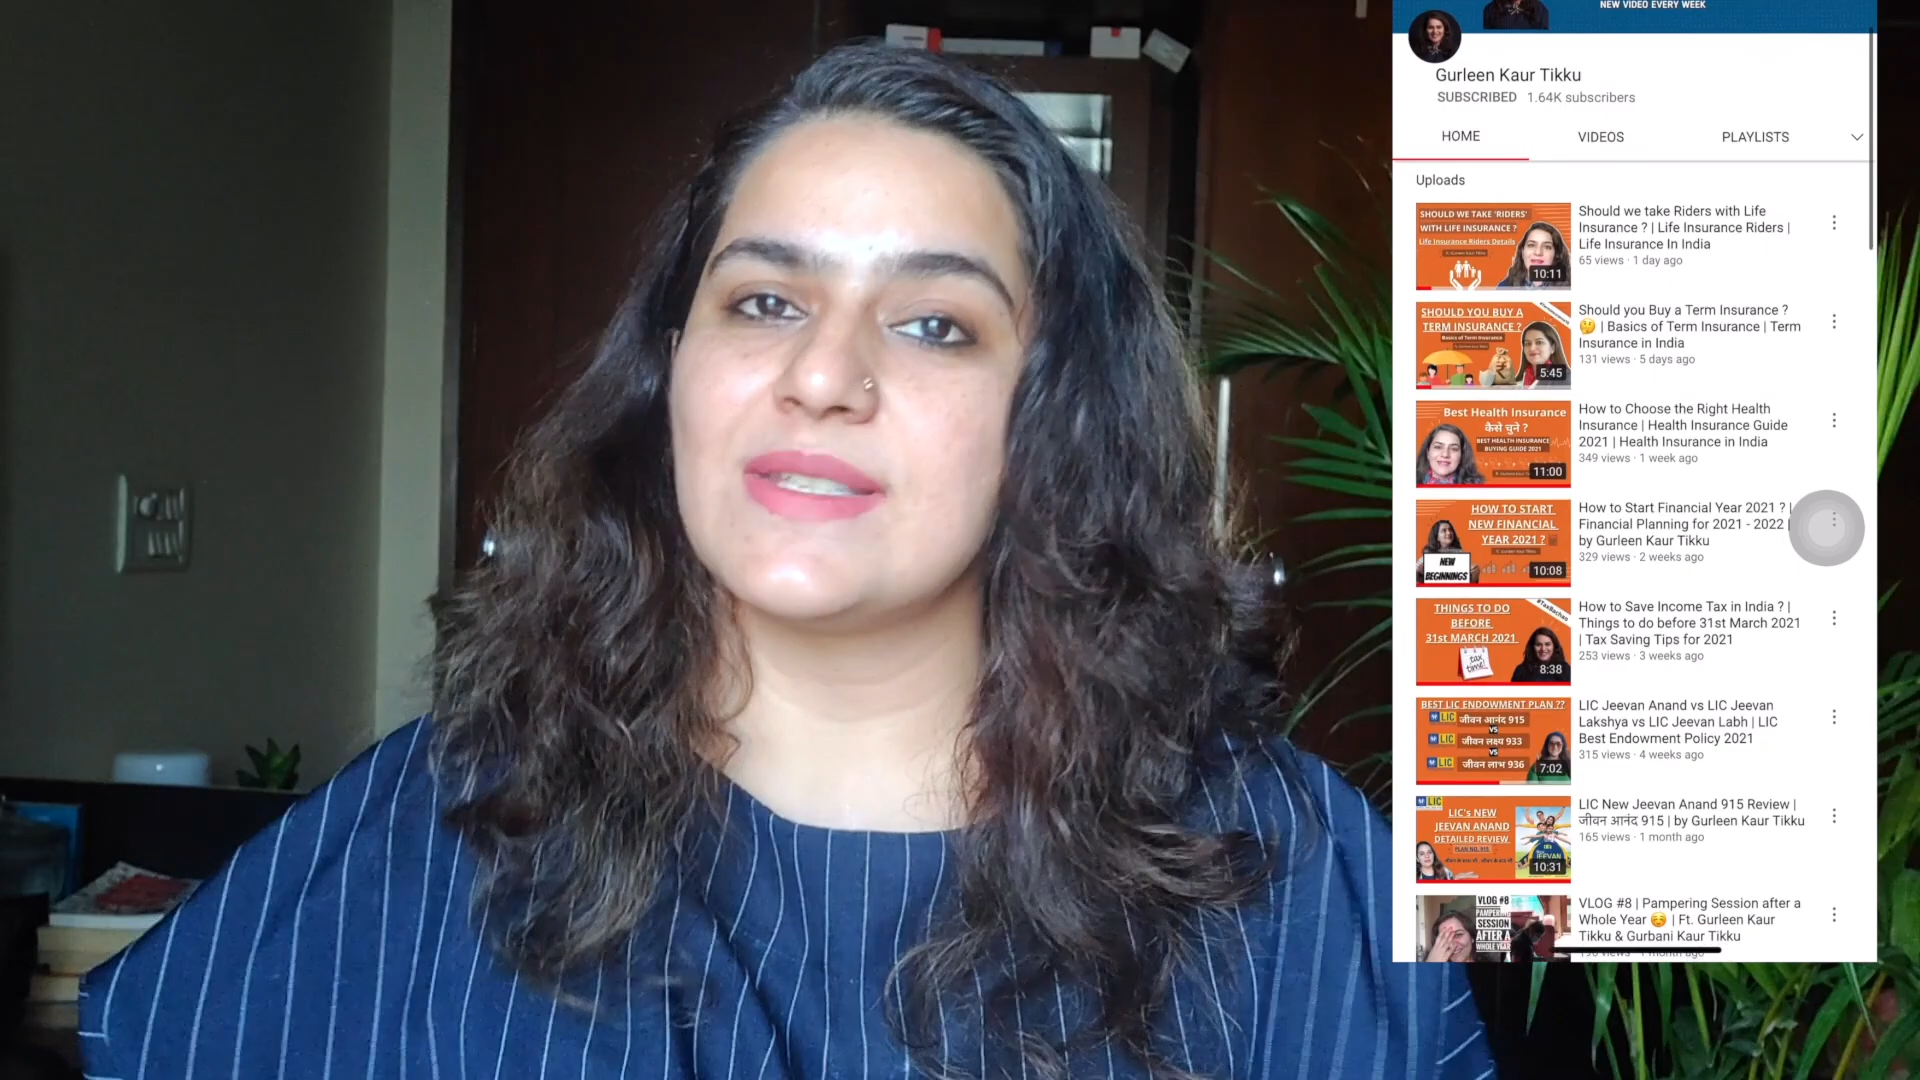 NEW VIDEO EVERY WEEK
Gurleen Kaur Tikku
SUBSCRIBED 1.64K subscribers
HOME VIDEOS PLAYLISTS
Uploads
SHOULD WE TAKE 'RIDERS'
WITH LIFE INSURANCE ?
Life Insurance Riders Details
10:11
Should we take Riders with Life
Insurance ? | Life Insurance Riders |
Life Insurance In India
65 views · 1 day ago
SHOULD YOU BUY A
TERM INSURANCE ?
Basics of Term Insurance
5:45
Should you Buy a Term Insurance ?
🤔 | Basics of Term Insurance | Term
Insurance in India
131 views · 5 days ago
Best Health Insurance
कैसे चुने ?
BEST HEALTH INSURANCE
BUYING GUIDE 2021
11:00
How to Choose the Right Health
Insurance | Health Insurance Guide
2021 | Health Insurance in India
349 views · 1 week ago
HOW TO START
NEW FINANCIAL
YEAR 2021 ?
NEW
BEGINNINGS
10:08
How to Start Financial Year 2021 ? |
Financial Planning for 2021 - 2022 |
by Gurleen Kaur Tikku
329 views · 2 weeks ago
THINGS TO DO
BEFORE
31st MARCH 2021
#TaxBachao
tax
time!
8:38
How to Save Income Tax in India ? |
Things to do before 31st March 2021
| Tax Saving Tips for 2021
253 views · 3 weeks ago
BEST LIC ENDOWMENT PLAN ??
LIC जीवन आनंद 915
VS
LIC जीवन लक्ष्य 933
VS
LIC जीवन लाभ 936
7:02
LIC Jeevan Anand vs LIC Jeevan
Lakshya vs LIC Jeevan Labh | LIC
Best Endowment Policy 2021
315 views · 4 weeks ago
LIC
LIC's NEW
JEEVAN ANAND
DETAILED REVIEW
PLAN NO. 915
JEEVAN
10:31
LIC New Jeevan Anand 915 Review |
जीवन आनंद 915 | by Gurleen Kaur Tikku
165 views · 1 month ago
VLOG #8
PAMPERING
SESSION
AFTER A
WHOLE YEAR
VLOG #8 | Pampering Session after a
Whole Year ☺️ | Ft. Gurleen Kaur
Tikku & Gurbani Kaur Tikku